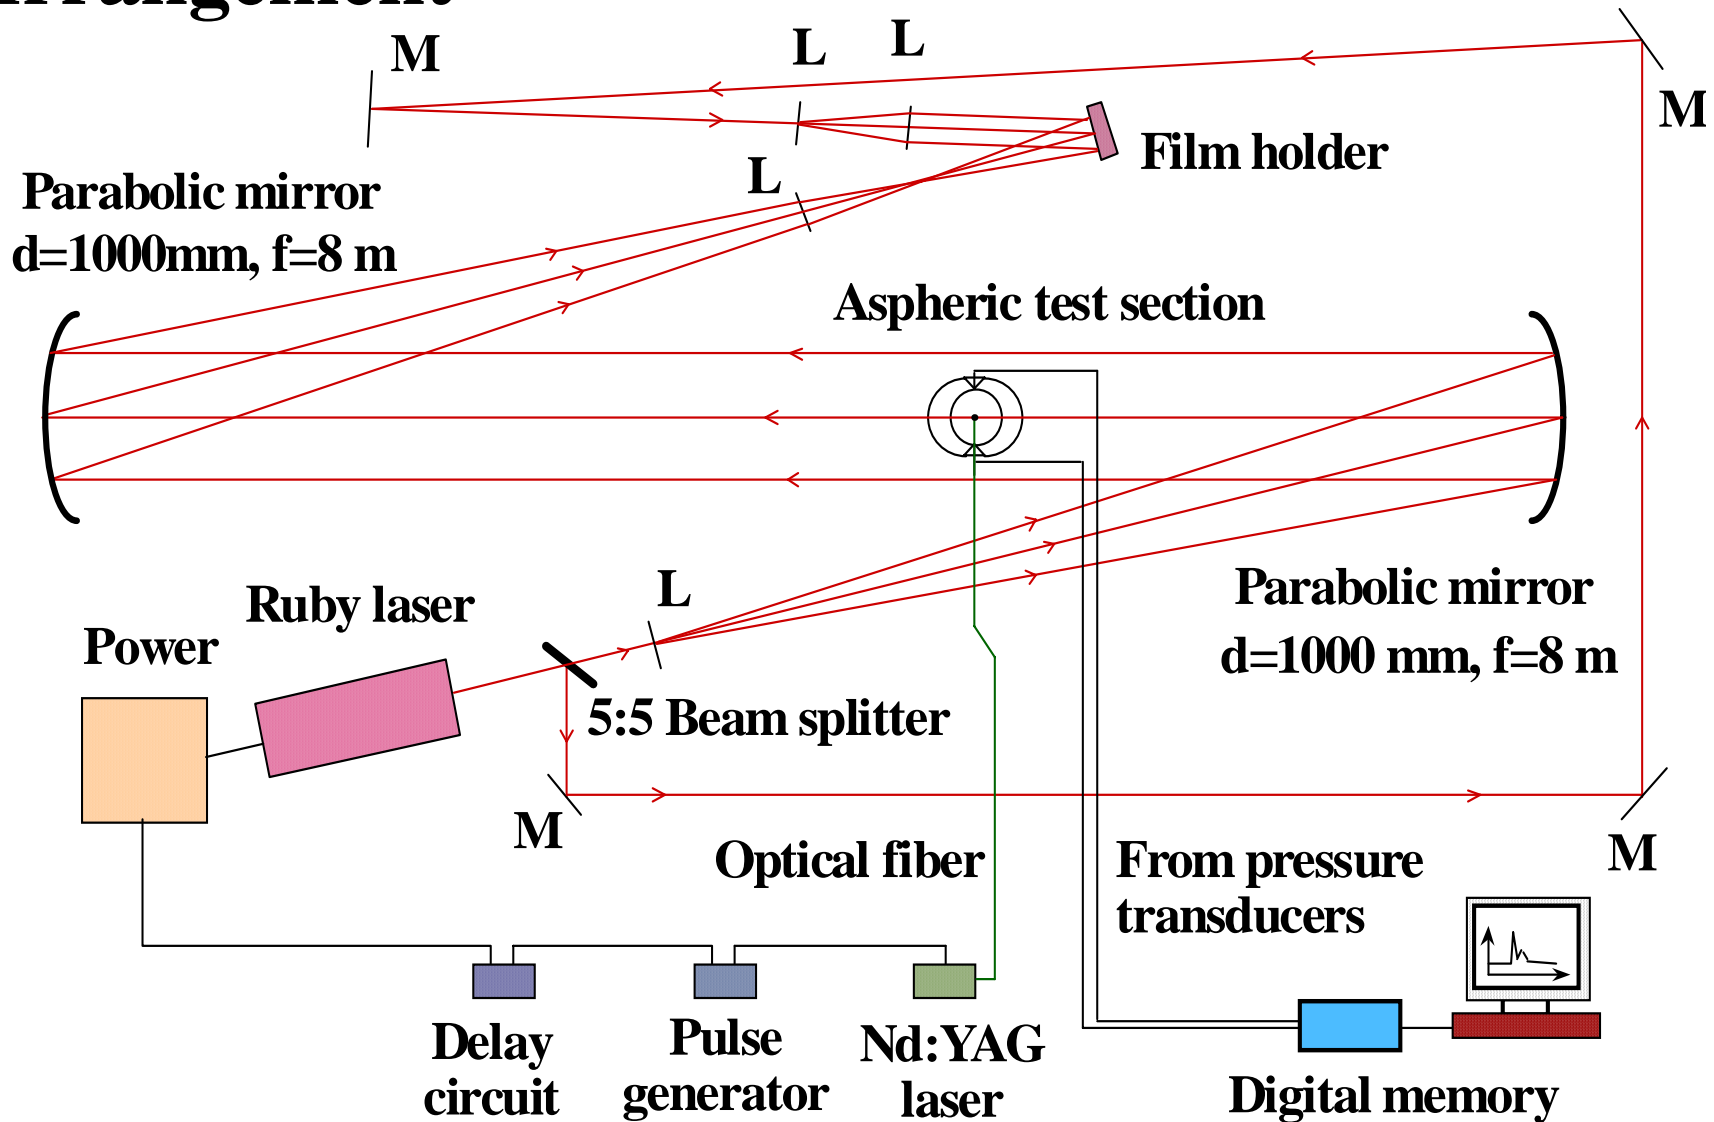 M
L
L
M
Film holder
L
Parabolic mirror
d=1000mm, f=8 m
Aspheric test section
L
Ruby laser
Power
Parabolic mirror
d=1000 mm, f=8 m
5:5 Beam splitter
M
M
Optical fiber
From pressure
transducers
Delay
circuit
Pulse
generator
Nd:YAG
laser
Digital memory